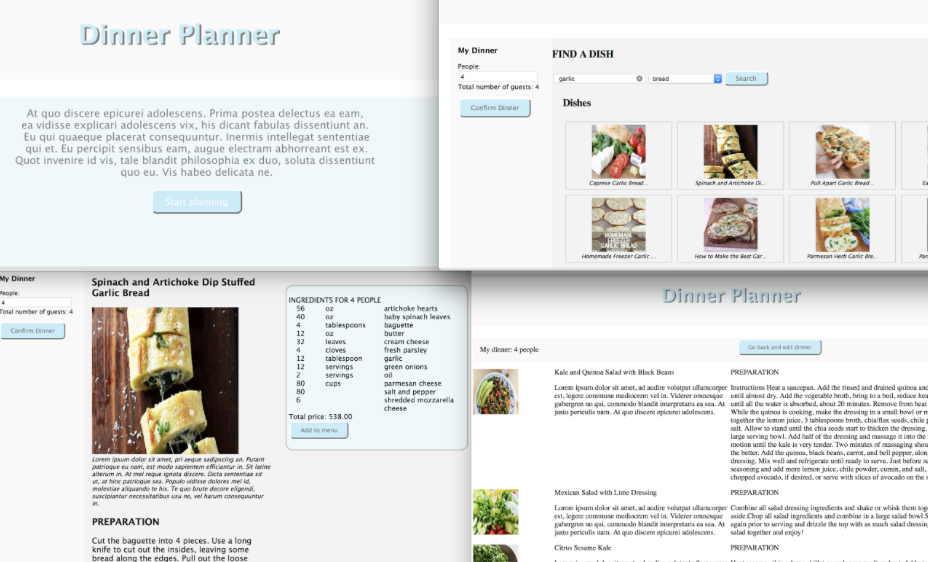 Dinner Planner
At quo discere epicurei adolescens. Prima postea delectus ea eam,
ea vidisse explicari adolescens vix, his dicant fabulas dissentiunt an.
Eu qui quaeque placerat consequuntur. Inermis intellegat sententiae
qui et. Eu percipit sensibus eam, augue electram abhorreant est ex.
Quot invenire id vis, tale blandit philosophia ex duo, soluta dissentiunt
quo eu. Vis habeo delicata ne.
Start planning
My Dinner
People:
4
Total number of guests: 4
Confirm Dinner
FIND A DISH
garlic
bread
Search
Dishes
Caprese Garlic Bread...
Spinach and Artichoke Di...
Pull Apart Garlic Bread...
Homemade Freezer Garlic ...
HOMEMADE
FREEZER
GARLIC BREAD
How to Make the Best Gar...
Parmesan Herb Garlic Bre...
My Dinner
People:
4
Total number of guests: 4
Confirm Dinner
Spinach and Artichoke Dip Stuffed
Garlic Bread
Lorem ipsum dolor sit amet, pri aeque sadipscing an. Putant
patrioque eu nam, est modo sapientem efficiantur in. Sit latine
alterum in. At mel reque ignota discere. Dicta sententiae sit
ut, at hinc patrioque sea. Populo vidisse dolores mel id,
molestiae aliquando te his. Te quo brute decore eligendi,
suscipiantur necessitatibus usu ne, vel harum consequuntur
in.
PREPARATION
Cut the baguette into 4 pieces. Use a long
knife to cut out the insides, leaving some
bread along the edges. Pull out the loose
INGREDIENTS FOR 4 PEOPLE
56 oz artichoke hearts
40 oz baby spinach leaves
4 tablespoons baguette
12 oz butter
32 leaves cream cheese
4 cloves fresh parsley
12 tablespoon garlic
12 servings green onions
2 servings oil
80 cups parmesan cheese
80 salt and pepper
6 shredded mozzarella
cheese
Total price: 538.00
Add to menu
Dinner Planner
My dinner: 4 people
Go back and edit dinner
Kale and Quinoa Salad with Black Beans
Lorem ipsum dolor sit amet, ad audire volutpat ullamcorper
est, legere commune mediocrem vel in. Viderer omnesque
gubergren no qui, commodo blandit interpretaris ea sea. At
justo periculis nam. At quo discere epicurei adolescens.
PREPARATION
Instructions Heat a saucepan. Add the rinsed and drained quinoa and
until almost dry. Add the vegetable broth, bring to a boil, reduce hea
until all the water is absorbed, about 20 minutes. Remove from heat
While the quinoa is cooking, make the dressing in a small bowl or m
together the lemon juice, 3 tablespoons broth, chia/flax seeds, chile p
salt. Allow to stand until the chia seeds start to thicken the dressing.
large serving bowl. Add half of the dressing and massage it into the
motion until the kale is very tender. Two minutes of massaging shou
the better. Add the quinoa, black beans, carrot, and bell pepper, along
dressing. Mix well and refrigerate until ready to serve. Just before se
seasoning and add more lemon juice, chile powder, cumin, and salt,
chopped avocado, if desired, or serve with slices of avocado on the s
Mexican Salad with Lime Dressing
Lorem ipsum dolor sit amet, ad audire volutpat ullamcorper
est, legere commune mediocrem vel in. Viderer omnesque
gubergren no qui, commodo blandit interpretaris ea sea. At
justo periculis nam. At quo discere epicurei adolescens.
PREPARATION
Combine all salad dressing ingredients and shake or whisk them toge
aside.Chop all salad ingredients and combine in a large salad bowl.S
again prior to serving and drizzle the top with as much salad dressing
salad together and enjoy!
Citrus Sesame Kale
PREPARATION